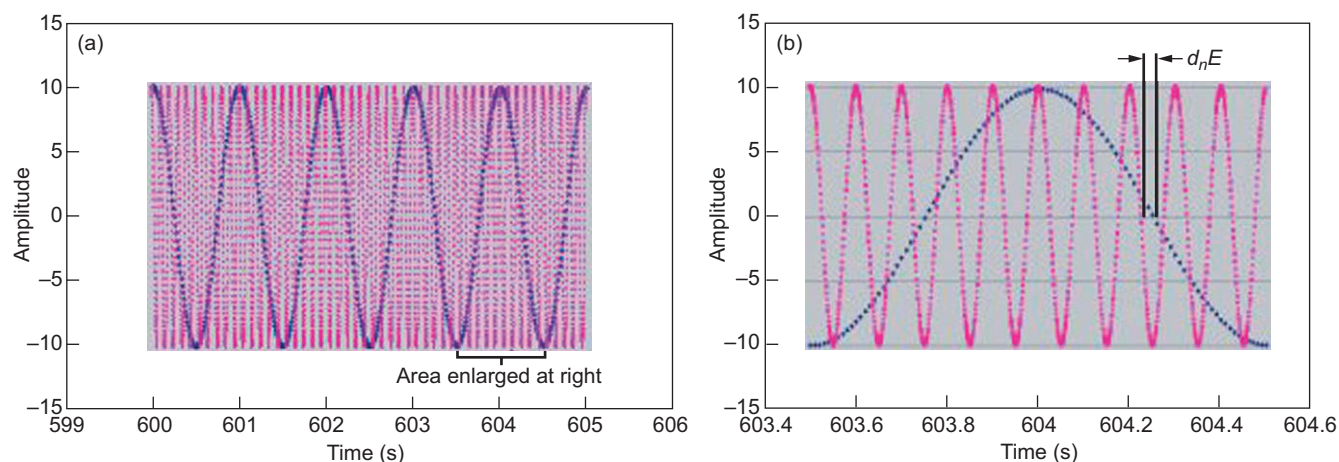 (a)
15
10
5
0
–5
–10
–15
Amplitude
599 600 601 602 603 604 605 606
Time (s)
Area enlarged at right
(b)
dnE
15
10
5
0
–5
–10
–15
Amplitude
603.4 603.6 603.8 604 604.2 604.4 604.6
Time (s)